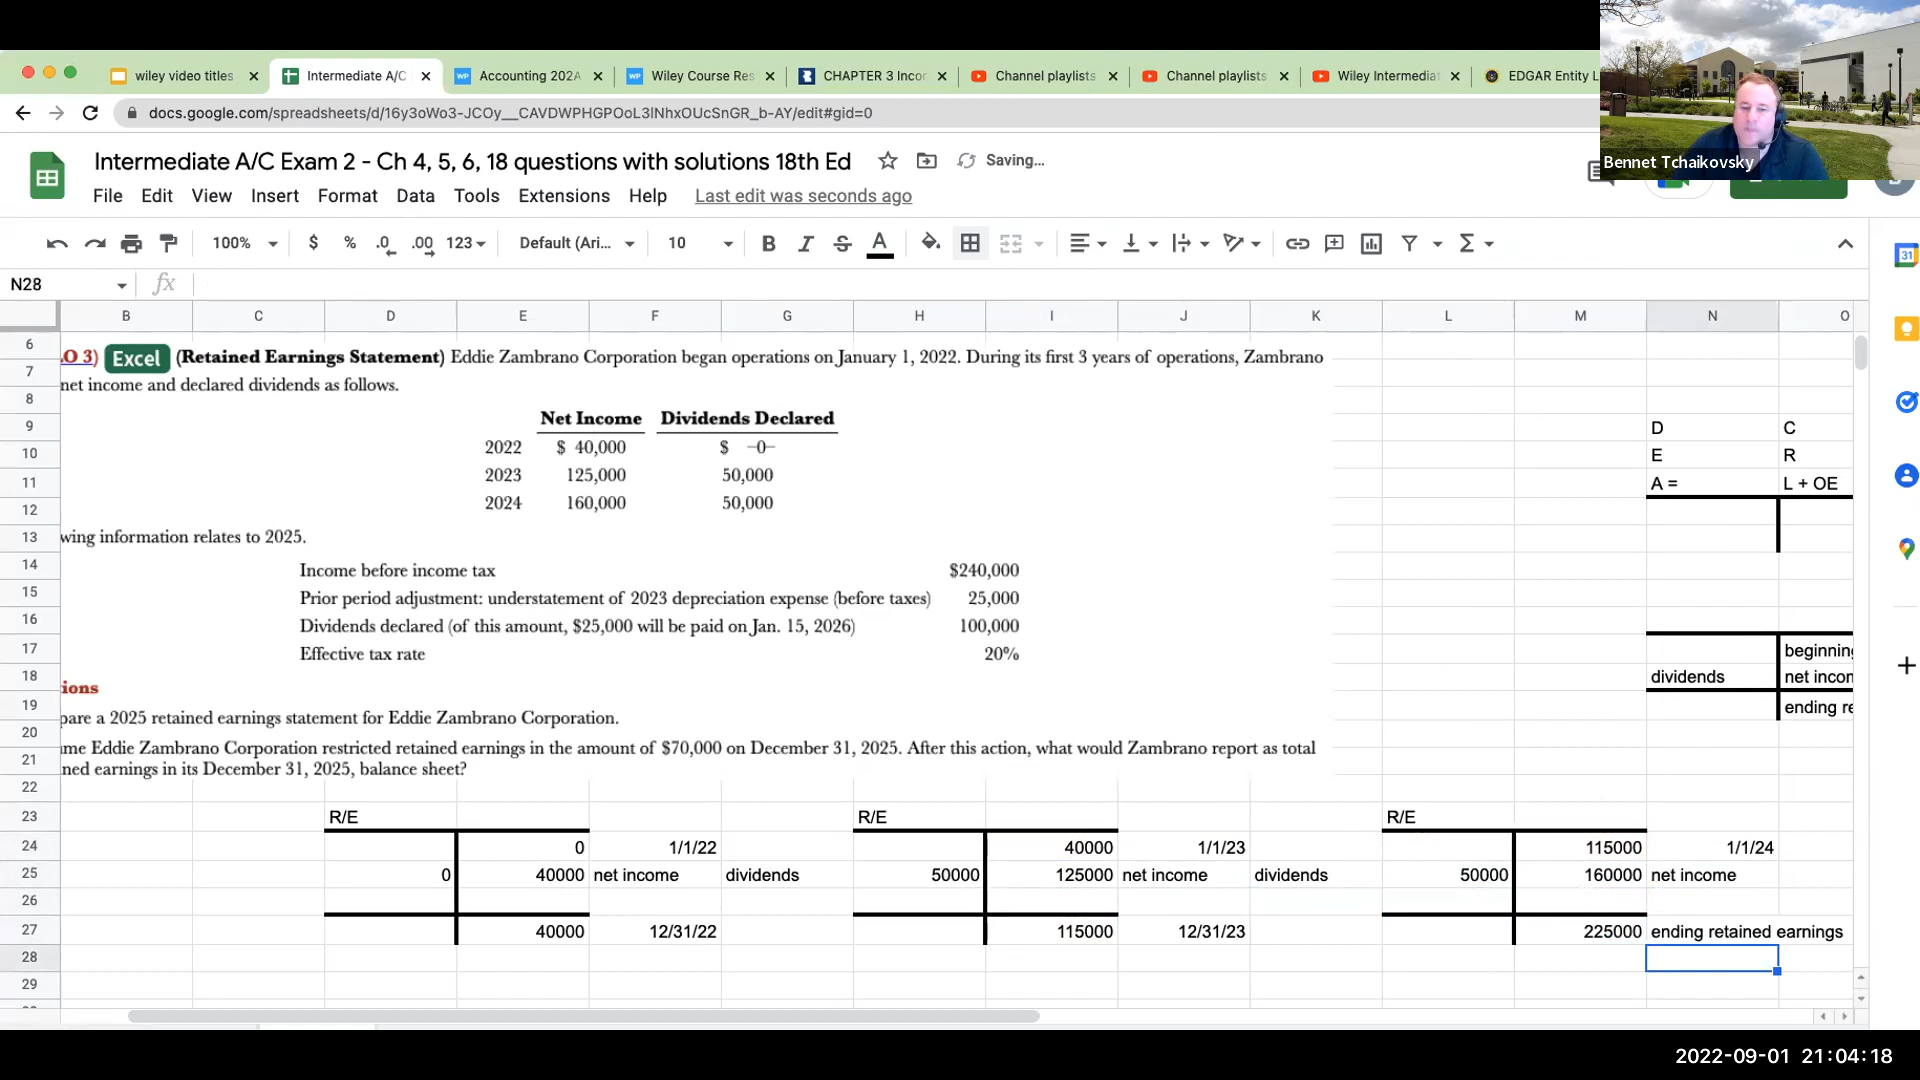 wiley video titles
Intermediate A/C
Accounting 202A
Wiley Course Res
CHAPTER 3 Incor
Channel playlists
Channel playlists
Wiley Intermediat
EDGAR Entity L
docs.google.com/spreadsheets/d/16y3oWo3-JCOy__CAVDWPHGPOoL3lNhxOUcSnGR_b-AY/edit#gid=0
Bennet Tchaikovsky
Intermediate A/C Exam 2 - Ch 4, 5, 6, 18 questions with solutions 18th Ed
Saving...
File Edit View Insert Format Data Tools Extensions Help Last edit was seconds ago
100% $ % .0 .00 123 Default (Ari... 10 B I S A
31
N28 fx
B C D E F G H I J K L M N O
6
7
8
9
10
11
12
13
14
15
16
17
18
19
20
21
22
23
24
25
26
27
28
29
.O 3) Excel (Retained Earnings Statement) Eddie Zambrano Corporation began operations on January 1, 2022. During its first 3 years of operations, Zambrano
net income and declared dividends as follows.
Net Income Dividends Declared
2022 $ 40,000 $ –0–
2023 125,000 50,000
2024 160,000 50,000
wing information relates to 2025.
Income before income tax $240,000
Prior period adjustment: understatement of 2023 depreciation expense (before taxes) 25,000
Dividends declared (of this amount, $25,000 will be paid on Jan. 15, 2026) 100,000
Effective tax rate 20%
ions
pare a 2025 retained earnings statement for Eddie Zambrano Corporation.
me Eddie Zambrano Corporation restricted retained earnings in the amount of $70,000 on December 31, 2025. After this action, what would Zambrano report as total
ned earnings in its December 31, 2025, balance sheet?
D C
E R
A = L + OE
beginning
dividends net incon
ending re
R/E R/E R/E
0 1/1/22 40000 1/1/23 115000 1/1/24
0 40000 net income dividends 50000 125000 net income dividends 50000 160000 net income
40000 12/31/22 115000 12/31/23 225000 ending retained earnings
2022-09-01 21:04:18